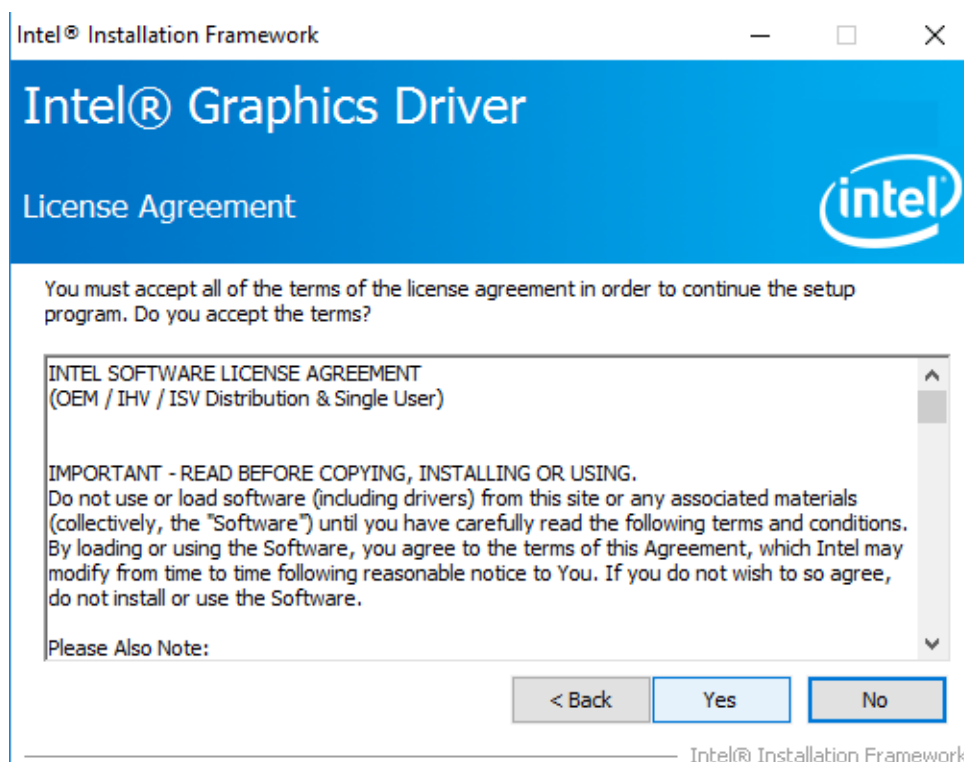 Intel® Installation Framework
Intel® Graphics Driver
License Agreement
intel
You must accept all of the terms of the license agreement in order to continue the setup
program. Do you accept the terms?
INTEL SOFTWARE LICENSE AGREEMENT
(OEM / IHV / ISV Distribution & Single User)
IMPORTANT - READ BEFORE COPYING, INSTALLING OR USING.
Do not use or load software (including drivers) from this site or any associated materials
(collectively, the "Software") until you have carefully read the following terms and conditions.
By loading or using the Software, you agree to the terms of this Agreement, which Intel may
modify from time to time following reasonable notice to You. If you do not wish to so agree,
do not install or use the Software.
Please Also Note:
< Back Yes No
Intel® Installation Framework